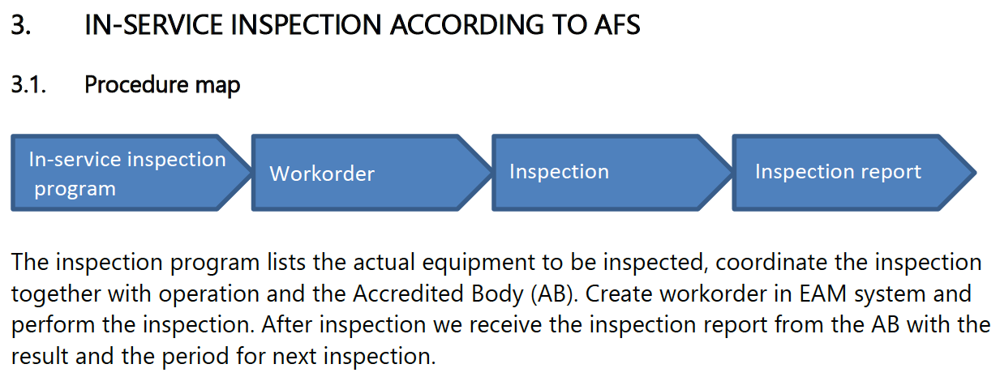 3. IN-SERVICE INSPECTION ACCORDING TO AFS
3.1. Procedure map
In-service inspection
program
Workorder
Inspection
Inspection report
The inspection program lists the actual equipment to be inspected, coordinate the inspection
together with operation and the Accredited Body (AB). Create workorder in EAM system and
perform the inspection. After inspection we receive the inspection report from the AB with the
result and the period for next inspection.